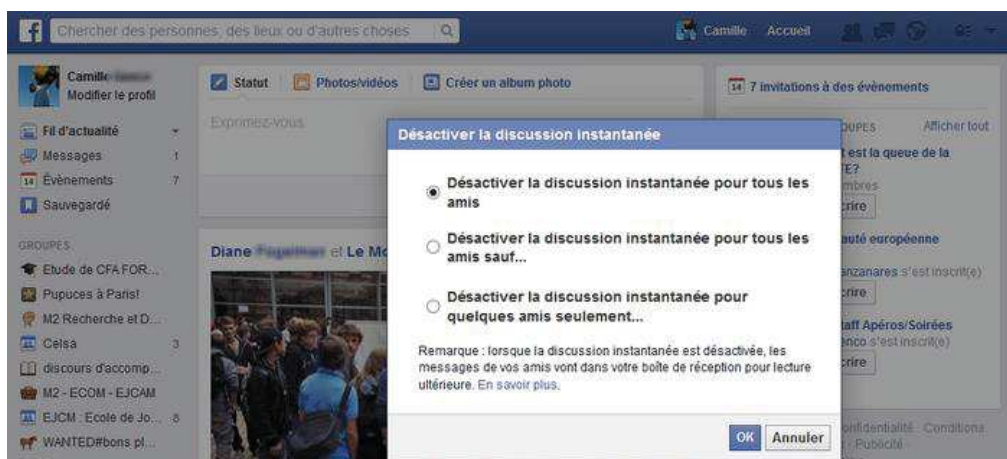 Chercher des personnes, des lieux ou d'autres choses
Camille Accueil
Camille
Modifier le profil
Fil d'actualité
Messages 1
Évènements 7
Sauvegardé
GROUPES
Etude de CFA FOR...
Pupuces à Paris!
M2 Recherche et D...
Celsa 3
discours d'accomp...
M2 - ECOM - EJCAM
EJCM : Ecole de Jo... 8
WANTED#bons pl...
Statut Photos/vidéos Créer un album photo
Exprimez-vous
Diane et Le Mo
Désactiver la discussion instantanée
Désactiver la discussion instantanée pour tous les
amis
Désactiver la discussion instantanée pour tous les
amis sauf...
Désactiver la discussion instantanée pour
quelques amis seulement...
Remarque : lorsque la discussion instantanée est désactivée, les
messages de vos amis vont dans votre boîte de réception pour lecture
ultérieure. En savoir plus.
OK Annuler
14 7 invitations à des évènements
OUPES Afficher tout
t est la queue de la
TE?
mbres
crire
auté européenne
anzanares s'est inscrit(e)
crire
taff Apéros/Soirées
enco s'est inscrit(e)
crire
onfidentialité Conditions
Publicité